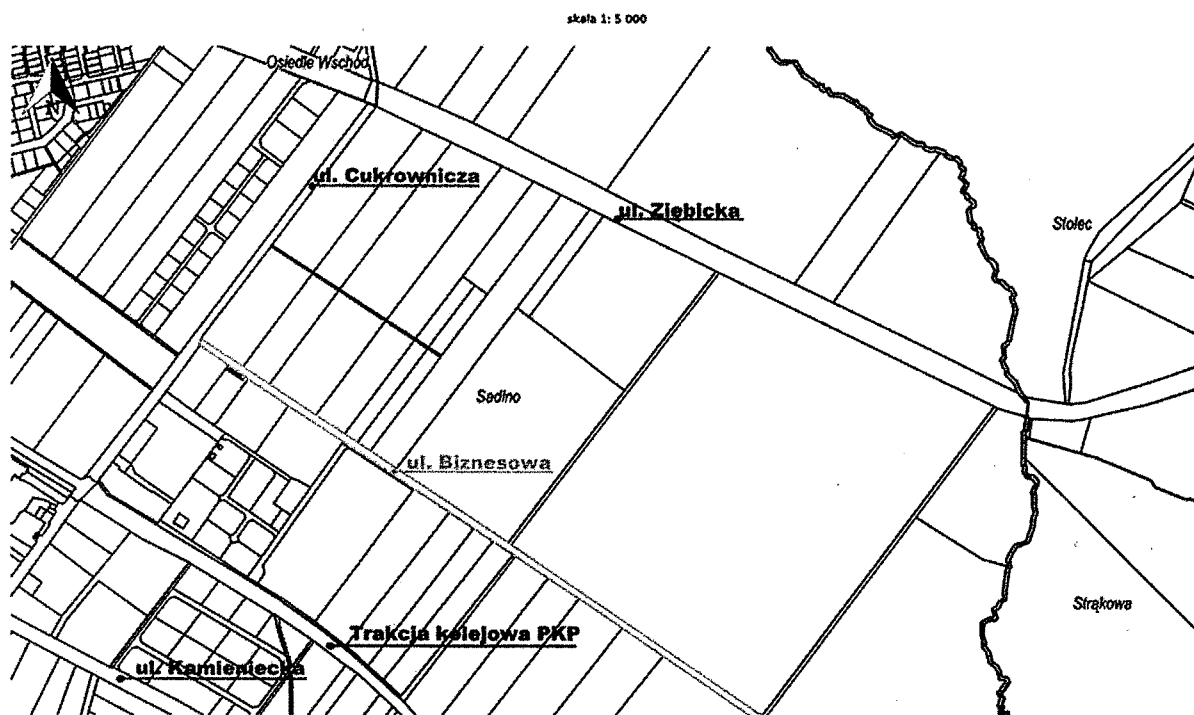 skala 1: 5 000
Osiedle Wschód
N
ul. Cukrownicza
ul. Ziębicka
Stolec
Sadlno
ul. Biznesowa
Strąkowa
Trakcja kolejowa PKP
ul. Kamieniecka